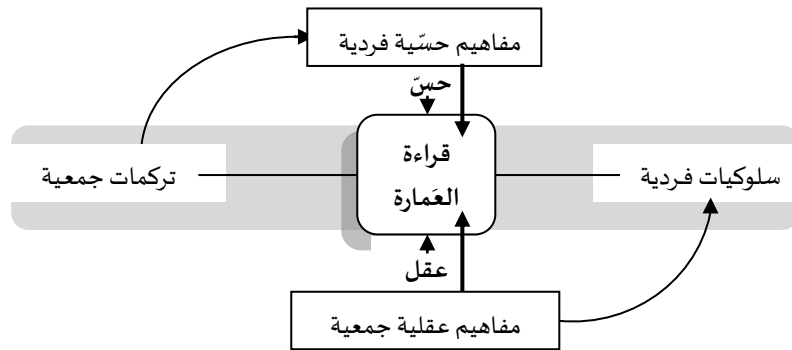 مفاهيم حسّية فردية
حسّ
قراءة
العَمارة
سلوكيات فردية
تركمات جمعية
عقل
مفاهيم عقلية جمعية